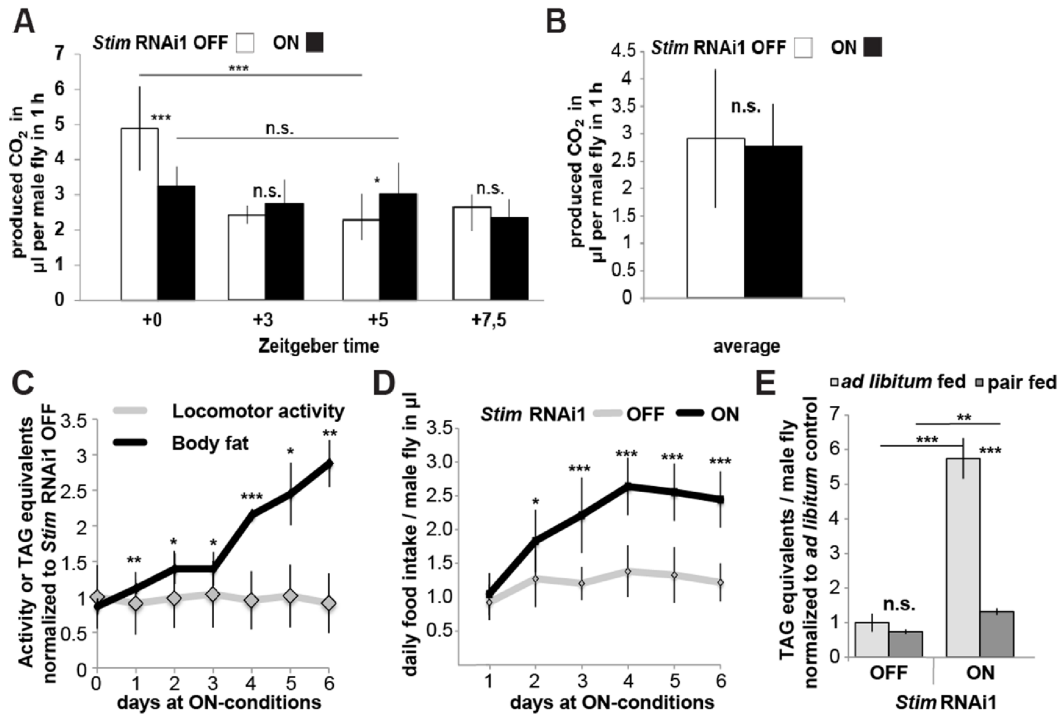 A
Stim RNAi1 OFF ON
produced CO₂ in
µl per male fly in 1 h
7
6
5
4
3
2
1
0
***
***
n.s.
n.s.
*
n.s.
+0 +3 +5 +7,5
Zeitgeber time
B
Stim RNAi1 OFF ON
produced CO₂ in
µl per male fly in 1 h
4.5
4
3.5
3
2.5
2
1.5
1
0.5
0
n.s.
average
C
Locomotor activity
Body fat
Activity or TAG equivalents
normalized to Stim RNAi1 OFF
3.5
3
2.5
2
1.5
1
0.5
0
** * * *** * **
0 1 2 3 4 5 6
days at ON-conditions
D
Stim RNAi1 OFF ON
daily food intake / male fly in µl
3.5
3.0
2.5
2.0
1.5
1.0
0.5
* *** *** *** ***
1 2 3 4 5 6
days at ON-conditions
E
ad libitum fed pair fed
TAG equivalents / male fly
normalized to ad libitum control
7
6
5
4
3
2
1
0
**
***
***
n.s.
OFF ON
Stim RNAi1